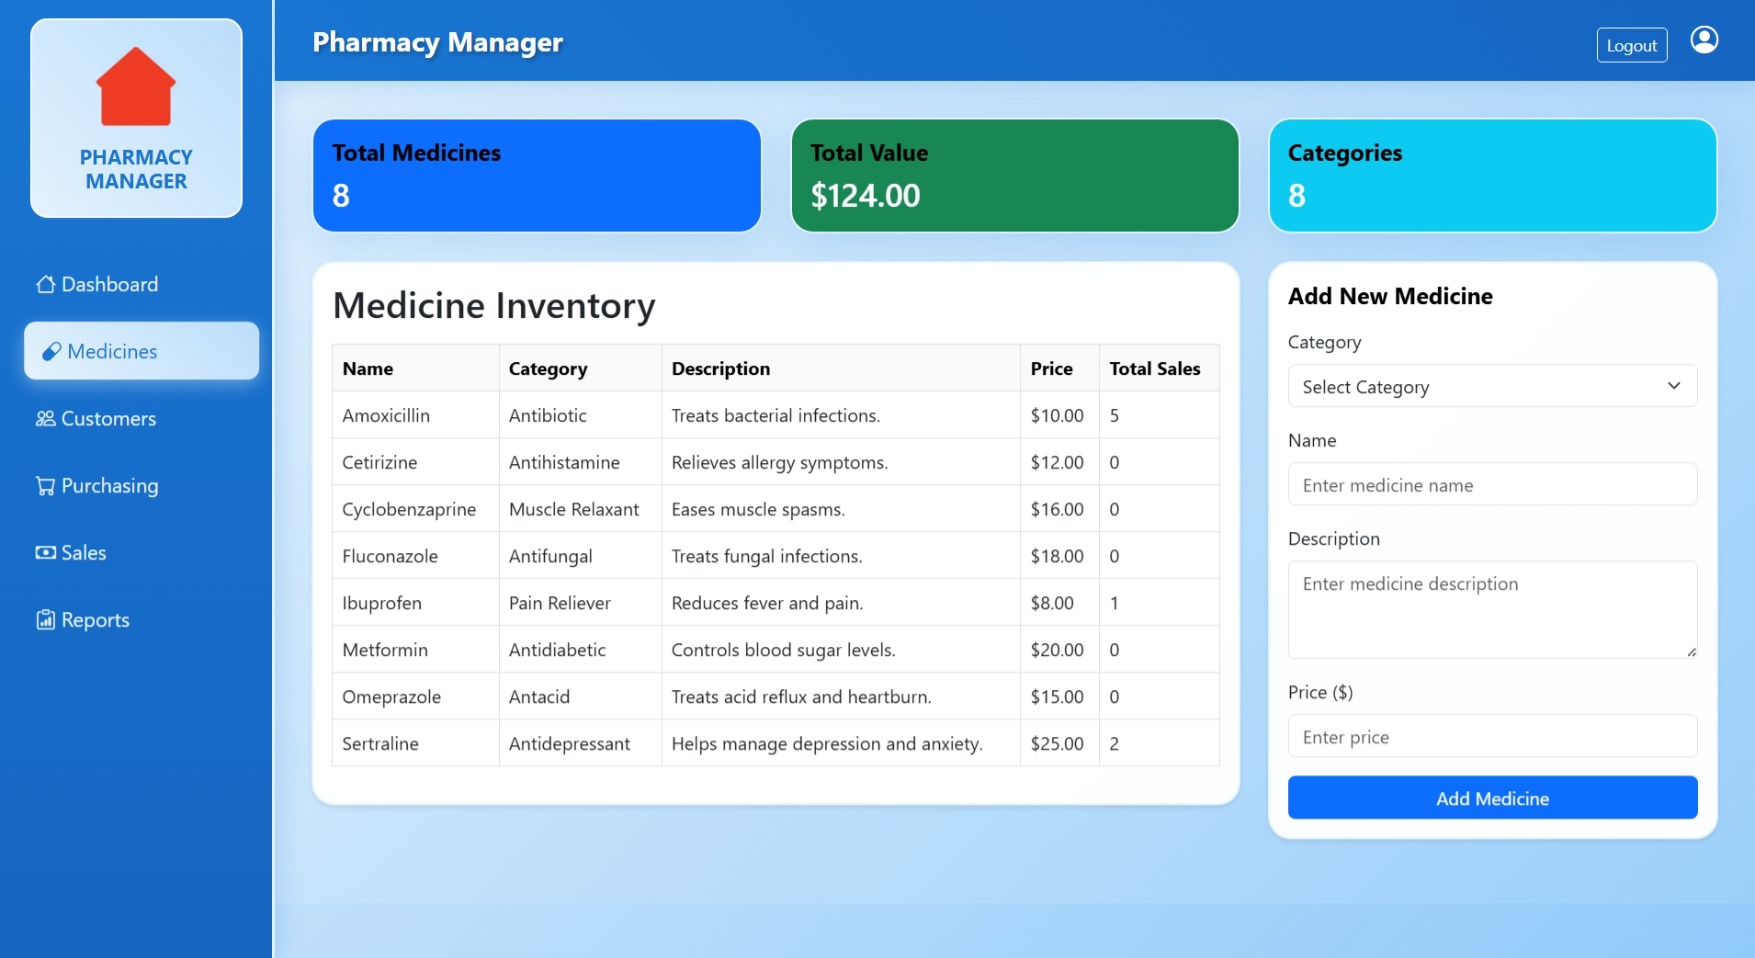 PHARMACY
MANAGER
Dashboard
Medicines
Customers
Purchasing
Sales
Reports
Pharmacy Manager
Logout
Total Medicines
8
Total Value
$124.00
Categories
8
Medicine Inventory
Name Category Description Price Total Sales
Amoxicillin Antibiotic Treats bacterial infections. $10.00 5
Cetirizine Antihistamine Relieves allergy symptoms. $12.00 0
Cyclobenzaprine Muscle Relaxant Eases muscle spasms. $16.00 0
Fluconazole Antifungal Treats fungal infections. $18.00 0
Ibuprofen Pain Reliever Reduces fever and pain. $8.00 1
Metformin Antidiabetic Controls blood sugar levels. $20.00 0
Omeprazole Antacid Treats acid reflux and heartburn. $15.00 0
Sertraline Antidepressant Helps manage depression and anxiety. $25.00 2
Add New Medicine
Category
Select Category
Name
Enter medicine name
Description
Enter medicine description
Price ($)
Enter price
Add Medicine